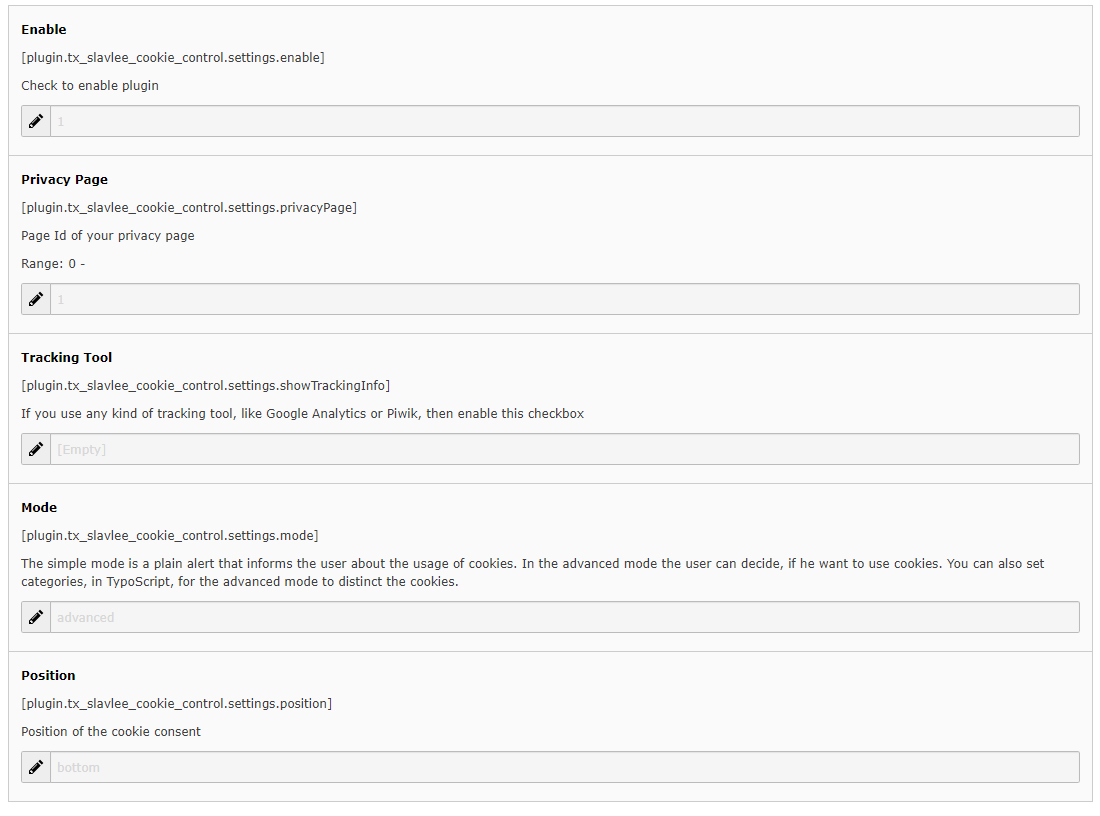 Enable
[plugin.tx_slavlee_cookie_control.settings.enable]
Check to enable plugin
1
Privacy Page
[plugin.tx_slavlee_cookie_control.settings.privacyPage]
Page Id of your privacy page
Range: 0 -
1
Tracking Tool
[plugin.tx_slavlee_cookie_control.settings.showTrackingInfo]
If you use any kind of tracking tool, like Google Analytics or Piwik, then enable this checkbox
[Empty]
Mode
[plugin.tx_slavlee_cookie_control.settings.mode]
The simple mode is a plain alert that informs the user about the usage of cookies. In the advanced mode the user can decide, if he want to use cookies. You can also set
categories, in TypoScript, for the advanced mode to distinct the cookies.
advanced
Position
[plugin.tx_slavlee_cookie_control.settings.position]
Position of the cookie consent
bottom